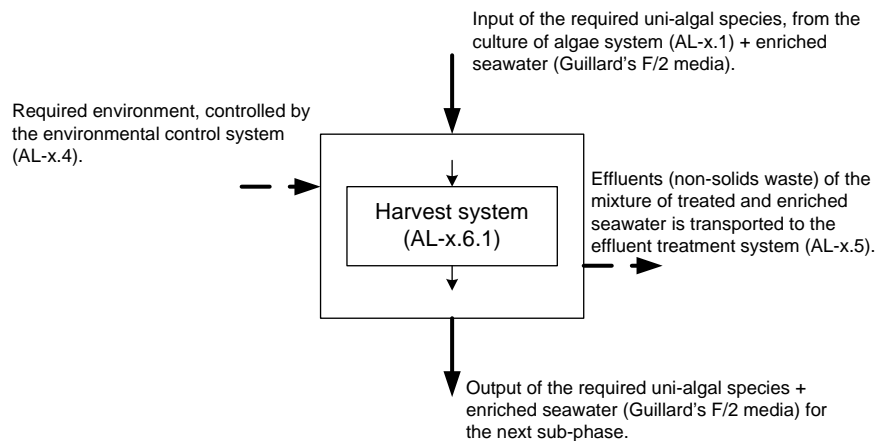 Input of the required uni-algal species, from the
culture of algae system (AL-x.1) + enriched
seawater (Guillard's F/2 media).
Required environment, controlled by
the environmental control system
(AL-x.4).
Harvest system
(AL-x.6.1)
Effluents (non-solids waste) of the
mixture of treated and enriched
seawater is transported to the
effluent treatment system (AL-x.5).
Output of the required uni-algal species +
enriched seawater (Guillard's F/2 media) for
the next sub-phase.